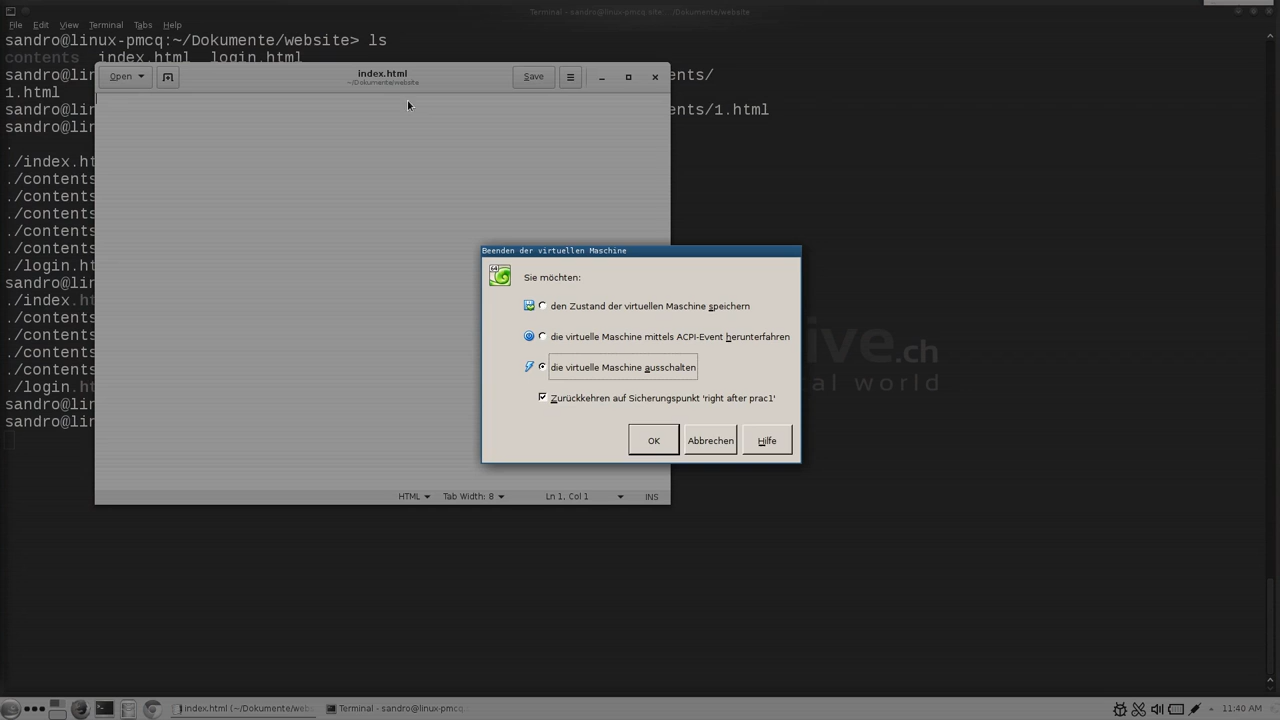 Terminal - sandro@linux-pmcq.site: ../Dokumente/website
File Edit View Terminal Tabs Help
sandro@linux-pmcq:~/Dokumente/website> ls
contents index.html login.html
sandro@lin
ents/
1.html
sandro@lin
ents/1.html
sandro@lin
.
./index.ht
./contents
./contents
./contents
./contents
./contents
./login.ht
sandro@lin
./index.ht
./contents
./contents
./contents
./contents
./login.ht
sandro@lin
sandro@lin
Open
index.html
~/Dokumente/website
Save
HTML Tab Width: 8 Ln 1, Col 1 INS
Beenden der virtuellen Maschine
64
Sie möchten:
den Zustand der virtuellen Maschine speichern
die virtuelle Maschine mittels ACPI-Event herunterfahren
die virtuelle Maschine ausschalten
Zurückkehren auf Sicherungspunkt 'right after prac1'
OK Abbrechen Hilfe
ive.ch
al world
index.html (~/Dokumente/web Terminal - sandro@linux-pmcq. 11:40 AM